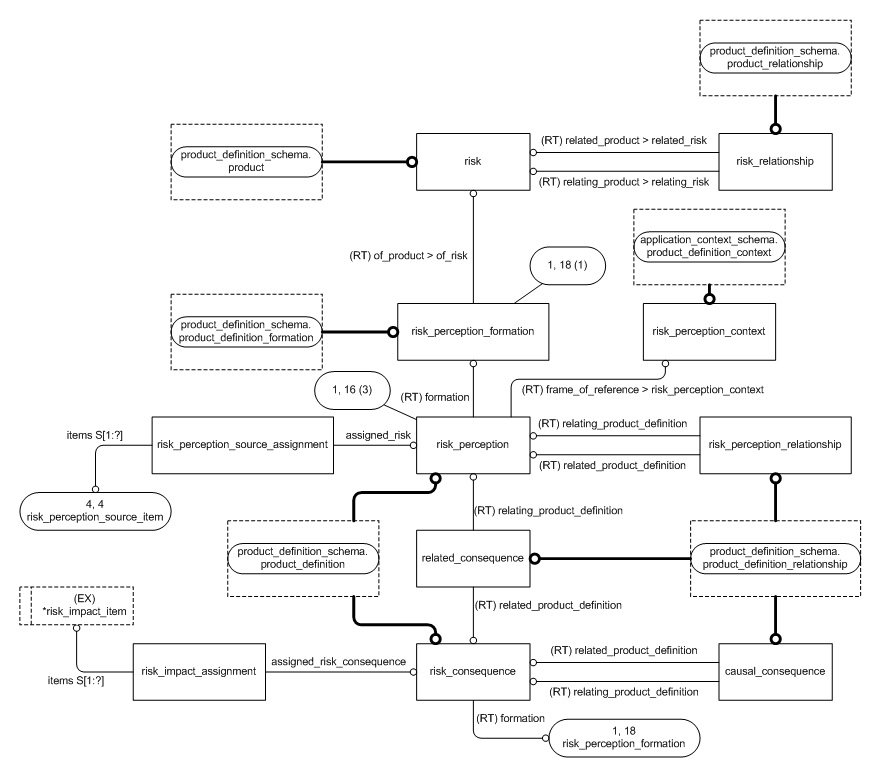 product_definition_schema.
product_relationship
(RT) related_product > related_risk
product_definition_schema.
product
risk
risk_relationship
(RT) relating_product > relating_risk
application_context_schema.
product_definition_context
(RT) of_product > of_risk
1, 18 (1)
product_definition_schema.
product_definition_formation
risk_perception_formation
risk_perception_context
1, 16 (3)
(RT) formation
(RT) frame_of_reference > risk_perception_context
items S[1:?]
risk_perception_source_assignment
assigned_risk
risk_perception
(RT) relating_product_definition
risk_perception_relationship
(RT) related_product_definition
4, 4
risk_perception_source_item
(RT) relating_product_definition
product_definition_schema.
product_definition
related_consequence
product_definition_schema.
product_definition_relationship
(EX)
*risk_impact_item
(RT) related_product_definition
items S[1:?]
risk_impact_assignment
assigned_risk_consequence
risk_consequence
(RT) related_product_definition
causal_consequence
(RT) relating_product_definition
(RT) formation
1, 18
risk_perception_formation